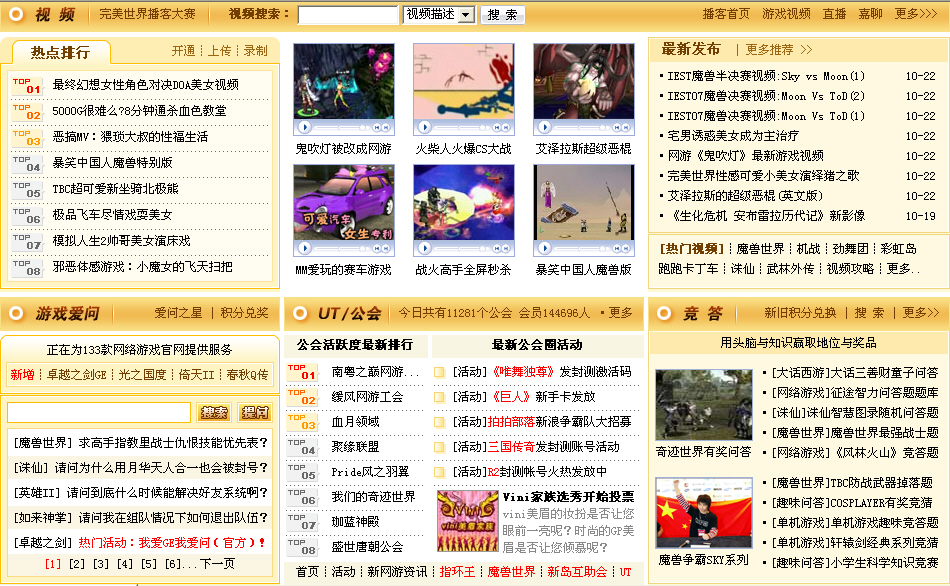 视 频 完美世界播客大赛 视频搜索： 视频描述 搜 索 播客首页 游戏视频 直播 嘉聊 更多>>>
热点排行 开通 上传 录制
TOP 01 最终幻想女性角色对决DOA美女视频
TOP 02 5000G很难么?8分钟通杀血色教堂
TOP 03 恶搞MV：猥琐大叔的性福生活
TOP 04 暴笑中国人魔兽特别版
TOP 05 TBC超可爱新坐骑北极熊
TOP 06 极品飞车尽情戏耍美女
TOP 07 模拟人生2帅哥美女演床戏
TOP 08 邪恶体感游戏：小魔女的飞天扫把
鬼吹灯被改成网游 火柴人火爆CS大战 艾泽拉斯超级恶棍
可爱汽车 女生专利
MM爱玩的赛车游戏 战火高手全屏秒杀 暴笑中国人魔兽版
最新发布 | 更多推荐 >>
IEST魔兽半决赛视频:Sky vs Moon(1) 10-22
IEST07魔兽决赛视频:Moon Vs ToD(2) 10-22
IEST07魔兽决赛视频:Moon Vs ToD(1) 10-22
宅男诱惑美女成为主治疗 10-22
网游《鬼吹灯》最新游戏视频 10-22
完美世界性感可爱小美女演绎猪之歌 10-22
艾泽拉斯的超级恶棍(英文版) 10-22
《生化危机 安布雷拉历代记》新影像 10-19
[热门视频] 魔兽世界 机战 劲舞团 彩虹岛
跑跑卡丁车 诛仙 武林外传 视频攻略 更多..
游戏爱问 爱问之星 | 积分兑奖
正在为133款网络游戏官网提供服务
新增 卓越之剑GE 光之国度 倚天II 春秋Q传
搜索 提问
[魔兽世界] 求高手指教里战士仇恨技能优先表?
[诛仙] 请问为什么用月华天人合一也会被封号?
[英雄II] 请问到底什么时候能解决好友系统啊?
[如来神掌] 请问我在组队情况下如何退出队伍?
[卓越之剑] 热门活动：我爱GE我爱问（官方）!
[1] [2] [3] [4] [5] [6]...下一页
UT/公会 今日共有11281个公会 会员144696人 ·更多
公会活跃度最新排行 最新公会圈活动
TOP 01 南粤之巅网游...
TOP 02 缓风网游工会
TOP 03 血月领域
TOP 04 聚缘联盟
TOP 05 Pride风之羽翼
TOP 06 我们的奇迹世界
TOP 07 珈蓝神殿
TOP 08 盛世唐朝公会
[活动]《唯舞独尊》发封测激活码
[活动]《巨人》新手卡发放
[活动]拍拍部落新浪争霸队大招募
[活动]三国传奇发封测账号活动
[活动]R2封测帐号火热发放中
vini美眉家族
Vini家族选秀开始投票
vini美眉的妆扮是否让您眼前一亮呢？时尚的GP美眉是否让您倾慕呢？
首页 | 活动 | 新网游资讯 | 指环王 | 魔兽世界 | 新岛互助会 | UT
竞 答 新旧积分兑换 | 搜 索 | 更多>>
用头脑与知识赢取地位与奖品
奇迹世界有奖问答
[大话西游]大话三善财童子问答
[网络游戏]征途智力问答题题库
[诛仙]诛仙智慧图录随机问答题
[魔兽世界]魔兽世界最强战士题
[网络游戏]《风林火山》竞答题
魔兽争霸SKY系列
[魔兽世界]TBC防战武器掉落题
[趣味问答]COSPLAYER有奖竞猜
[单机游戏]单机游戏趣味竞答题
[单机游戏]轩辕剑经典系列竞猜
[趣味问答]小学生科学知识竞赛